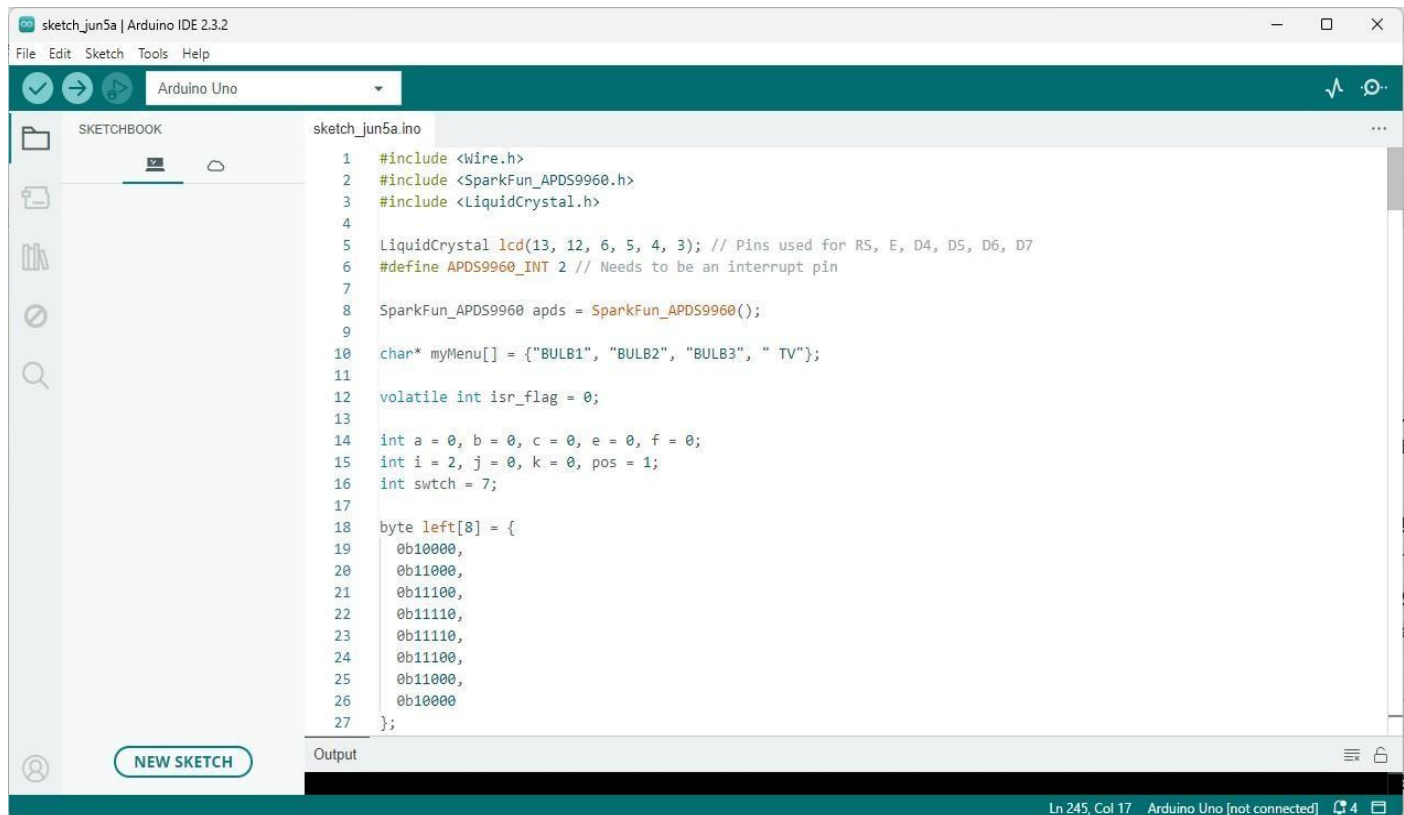 sketch_jun5a | Arduino IDE 2.3.2
File Edit Sketch Tools Help
Arduino Uno
SKETCHBOOK
sketch_jun5a.ino
1 #include <Wire.h>
2 #include <SparkFun_APDS9960.h>
3 #include <LiquidCrystal.h>
4
5 LiquidCrystal lcd(13, 12, 6, 5, 4, 3); // Pins used for RS, E, D4, D5, D6, D7
6 #define APDS9960_INT 2 // Needs to be an interrupt pin
7
8 SparkFun_APDS9960 apds = SparkFun_APDS9960();
9
10 char* myMenu[] = {"BULB1", "BULB2", "BULB3", " TV"};
11
12 volatile int isr_flag = 0;
13
14 int a = 0, b = 0, c = 0, e = 0, f = 0;
15 int i = 2, j = 0, k = 0, pos = 1;
16 int swtch = 7;
17
18 byte left[8] = {
19 0b10000,
20 0b11000,
21 0b11100,
22 0b11110,
23 0b11110,
24 0b11100,
25 0b11000,
26 0b10000
27 };
NEW SKETCH
Output
Ln 245, Col 17 Arduino Uno [not connected] 4